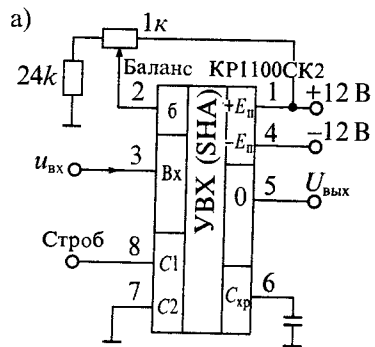 а)
1к
24k
Баланс КР1100СК2
2 б +Eп 1 +12 В
-Eп 4 −12 В
uвх 3 Вх УВХ (SHA) 0 5 Uвых
Строб 8 C1
7 C2 Cхр 6